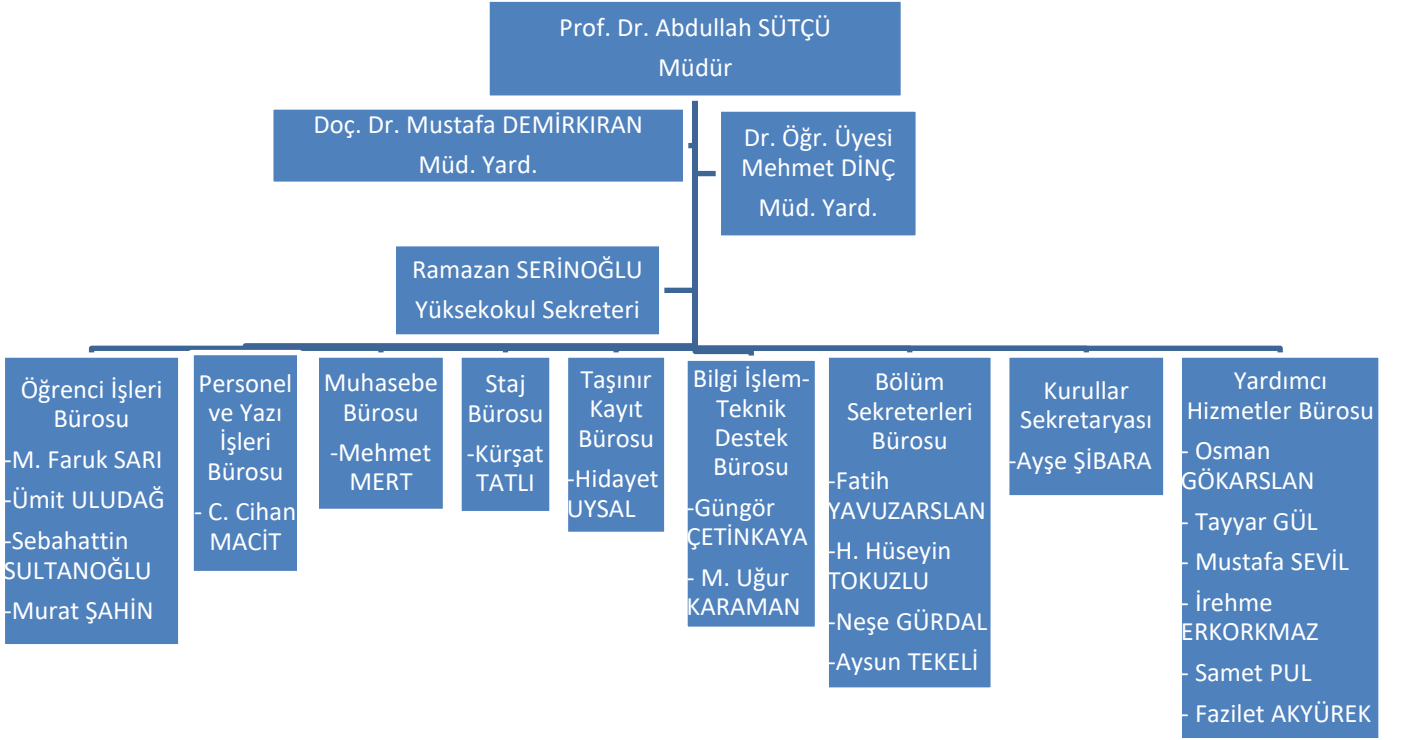 Prof. Dr. Abdullah SÜTÇÜ
Müdür
Doç. Dr. Mustafa DEMİRKIRAN
Müd. Yard.
Dr. Öğr. Üyesi
Mehmet DİNÇ
Müd. Yard.
Ramazan SERİNOĞLU
Yüksekokul Sekreteri
Öğrenci İşleri
Bürosu
-M. Faruk SARI
-Ümit ULUDAĞ
-Sebahattin
SULTANOĞLU
-Murat ŞAHİN
Personel
ve Yazı
İşleri
Bürosu
- C. Cihan
MACİT
Muhasebe
Bürosu
-Mehmet
MERT
Staj
Bürosu
-Kürşat
TATLI
Taşınır
Kayıt
Bürosu
-Hidayet
UYSAL
Bilgi İşlem-
Teknik
Destek
Bürosu
-Güngör
ÇETİNKAYA
- M. Uğur
KARAMAN
Bölüm
Sekreterleri
Bürosu
-Fatih
YAVUZARSLAN
-H. Hüseyin
TOKUZLU
-Neşe GÜRDAL
-Aysun TEKELİ
Kurullar
Sekretaryası
-Ayşe ŞİBARA
Yardımcı
Hizmetler Bürosu
- Osman
GÖKARSLAN
- Tayyar GÜL
- Mustafa SEVİL
- İrehme
ERKORKMAZ
- Samet PUL
- Fazilet AKYÜREK